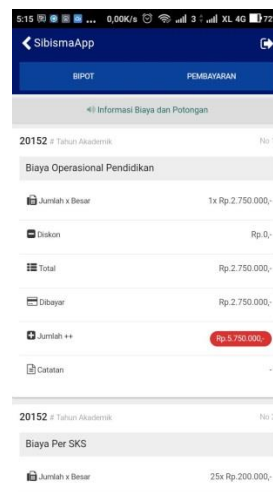 5:15 ... 0,00K/s 3 XL 4G 72
SibismaApp
BIPOT PEMBAYARAN
Informasi Biaya dan Potongan
20152 # Tahun Akademik No
Biaya Operasional Pendidikan
Jumlah x Besar 1x Rp.2.750.000,-
Diskon Rp.0,-
Total Rp.2.750.000,-
Dibayar Rp.2.750.000,-
Jumlah ++ Rp.5.750.000,-
Catatan -
20152 # Tahun Akademik No
Biaya Per SKS
Jumlah x Besar 25x Rp.200.000,-